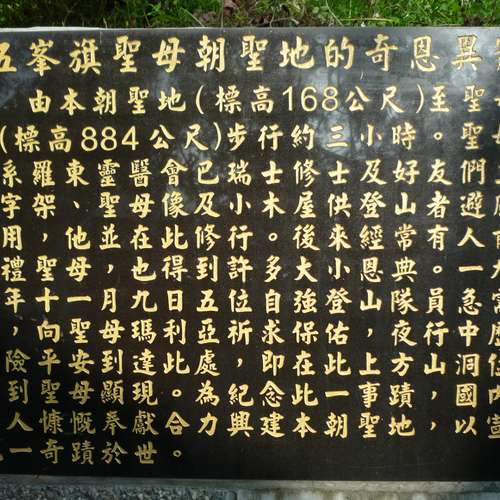 五峯旗聖母朝聖地的奇恩異
由本朝聖地(標高168公尺)至聖
(標高884公尺)步行約三小時。聖
系羅東靈醫會已瑞士修士及好友們
字架、聖母像及小木屋供登山者避
用，他並在此修行。後來經常有人
禮聖母，也得到許多大小恩典。一
年十一月九日五位自強登山隊員急
向聖母瑪利亞祈求保佑，夜行中
險平安到達此處，即在此上方山洞
到聖母顯現。為紀念此一事蹟，國
人慷慨奉獻合力興建本朝聖地，以
一奇蹟於世。